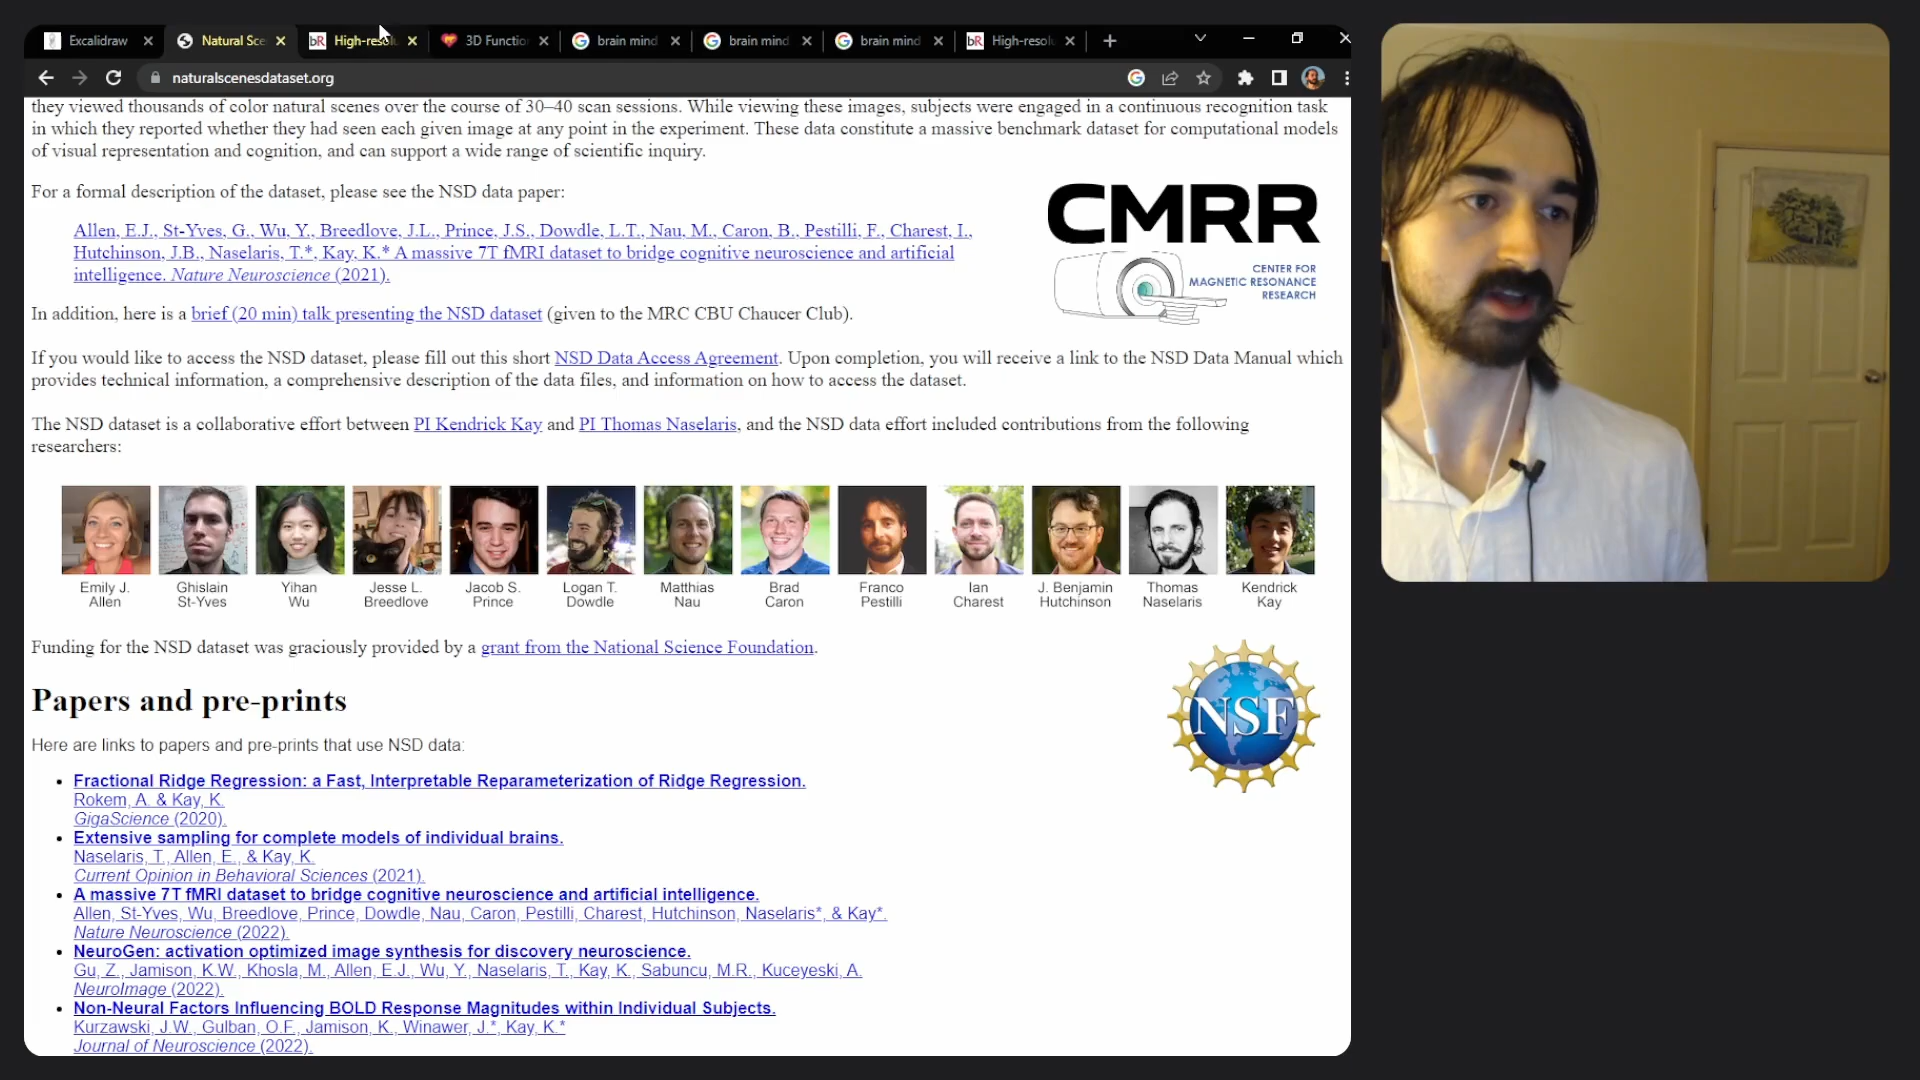 Excalidraw
Natural Sce
High-resolu
3D Functio
brain mind
brain mind
brain mind
High-resolu
naturalscenesdataset.org
they viewed thousands of color natural scenes over the course of 30–40 scan sessions. While viewing these images, subjects were engaged in a continuous recognition task
in which they reported whether they had seen each given image at any point in the experiment. These data constitute a massive benchmark dataset for computational models
of visual representation and cognition, and can support a wide range of scientific inquiry.
For a formal description of the dataset, please see the NSD data paper:
Allen, E.J., St-Yves, G., Wu, Y., Breedlove, J.L., Prince, J.S., Dowdle, L.T., Nau, M., Caron, B., Pestilli, F., Charest, I.,
Hutchinson, J.B., Naselaris, T.*, Kay, K.* A massive 7T fMRI dataset to bridge cognitive neuroscience and artificial
intelligence. Nature Neuroscience (2021).
CMRR
CENTER FOR
MAGNETIC RESONANCE
RESEARCH
In addition, here is a brief (20 min) talk presenting the NSD dataset (given to the MRC CBU Chaucer Club).
If you would like to access the NSD dataset, please fill out this short NSD Data Access Agreement. Upon completion, you will receive a link to the NSD Data Manual which
provides technical information, a comprehensive description of the data files, and information on how to access the dataset.
The NSD dataset is a collaborative effort between PI Kendrick Kay and PI Thomas Naselaris, and the NSD data effort included contributions from the following
researchers:
Emily J. Allen
Ghislain St-Yves
Yihan Wu
Jesse L. Breedlove
Jacob S. Prince
Logan T. Dowdle
Matthias Nau
Brad Caron
Franco Pestilli
Ian Charest
J. Benjamin Hutchinson
Thomas Naselaris
Kendrick Kay
Funding for the NSD dataset was graciously provided by a grant from the National Science Foundation.
NSF
Papers and pre-prints
Here are links to papers and pre-prints that use NSD data:
Fractional Ridge Regression: a Fast, Interpretable Reparameterization of Ridge Regression.
Rokem, A. & Kay, K.
GigaScience (2020).
Extensive sampling for complete models of individual brains.
Naselaris, T., Allen, E., & Kay, K.
Current Opinion in Behavioral Sciences (2021).
A massive 7T fMRI dataset to bridge cognitive neuroscience and artificial intelligence.
Allen, St-Yves, Wu, Breedlove, Prince, Dowdle, Nau, Caron, Pestilli, Charest, Hutchinson, Naselaris*, & Kay*.
Nature Neuroscience (2022).
NeuroGen: activation optimized image synthesis for discovery neuroscience.
Gu, Z., Jamison, K.W., Khosla, M., Allen, E.J., Wu, Y., Naselaris, T., Kay, K., Sabuncu, M.R., Kuceyeski, A.
NeuroImage (2022).
Non-Neural Factors Influencing BOLD Response Magnitudes within Individual Subjects.
Kurzawski, J.W., Gulban, O.F., Jamison, K., Winawer, J.*, Kay, K.*
Journal of Neuroscience (2022).